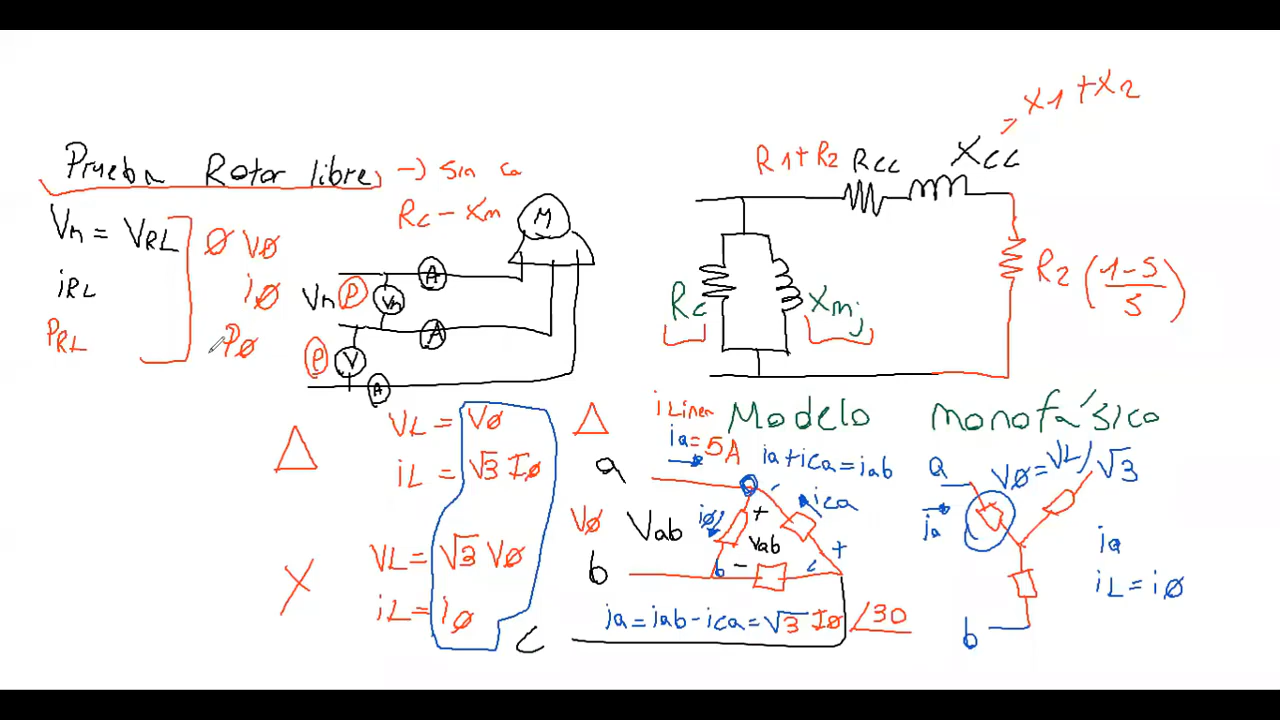 Prueba Rotor libre → Sin ca
Rc - Xm
Vn = VRL
iRL
PRL
Ø VØ
iØ
PØ
M
A
Vn
P
Vn
A
P
V
A
X1 + X2
R1 + R2 Rcc Xcc
Rc
Xmj
R2 (1-S/S)
Modelo monofásico
Δ
VL = VØ
iL = √3 IØ
Y
VL = √3 VØ
iL = iØ
Δ
i Linea
ia = 5A
ia + ica = iab
a
VØ
Vab
b
iØ
+
Vab
-
b
ica
+
c
ia = iab - ica = √3 IØ ∠30
c
a
VØ = VL/√3
ia
b
ia
iL = iØ